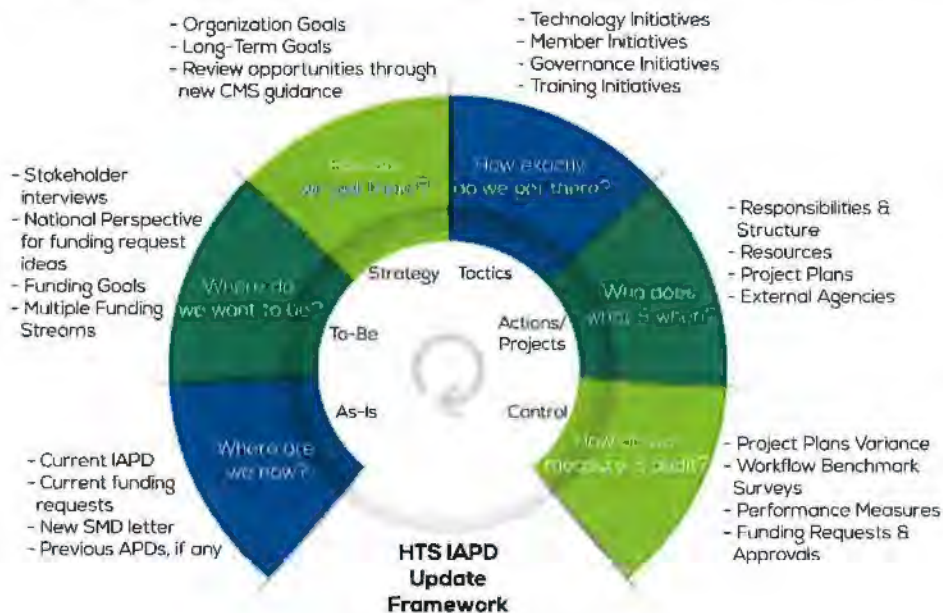 - Organization Goals
- Long-Term Goals
- Review opportunities through
new CMS guidance
- Technology Initiatives
- Member Initiatives
- Governance Initiatives
- Training Initiatives
How exactly
do we get there?
- Stakeholder
interviews
- National Perspective
for funding request
ideas
- Funding Goals
- Multiple Funding
Streams
Where do
we want to be?
Strategy
Tactics
Who does
what & when?
- Responsibilities &
Structure
- Resources
- Project Plans
- External Agencies
To-Be
Actions/
Projects
As-Is
Control
Where are
we now?
measure & audit?
- Current IAPD
- Current funding
requests
- New SMD letter
- Previous APDs, if any
- Project Plans Variance
- Workflow Benchmark
Surveys
- Performance Measures
- Funding Requests &
Approvals
HTS IAPD
Update
Framework